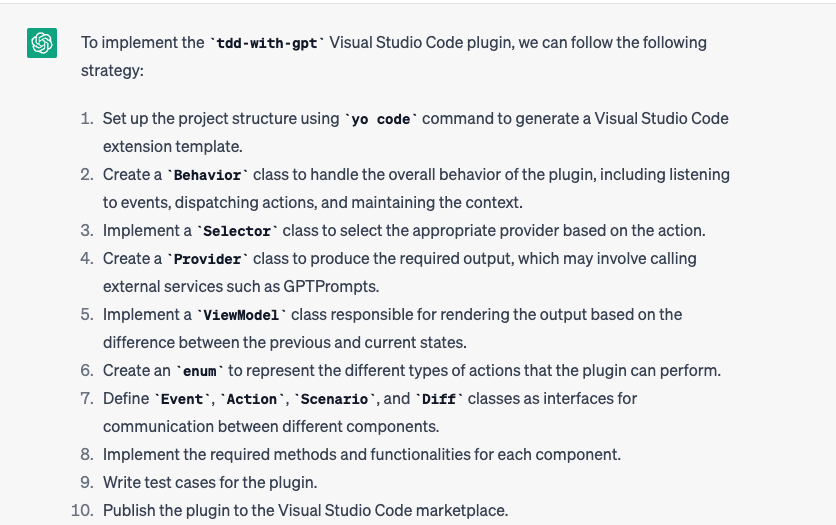 To implement the `tdd-with-gpt` Visual Studio Code plugin, we can follow the following
strategy:
1. Set up the project structure using `yo code` command to generate a Visual Studio Code
extension template.
2. Create a `Behavior` class to handle the overall behavior of the plugin, including listening
to events, dispatching actions, and maintaining the context.
3. Implement a `Selector` class to select the appropriate provider based on the action.
4. Create a `Provider` class to produce the required output, which may involve calling
external services such as GPTPrompts.
5. Implement a `ViewModel` class responsible for rendering the output based on the
difference between the previous and current states.
6. Create an `enum` to represent the different types of actions that the plugin can perform.
7. Define `Event`, `Action`, `Scenario`, and `Diff` classes as interfaces for
communication between different components.
8. Implement the required methods and functionalities for each component.
9. Write test cases for the plugin.
10. Publish the plugin to the Visual Studio Code marketplace.